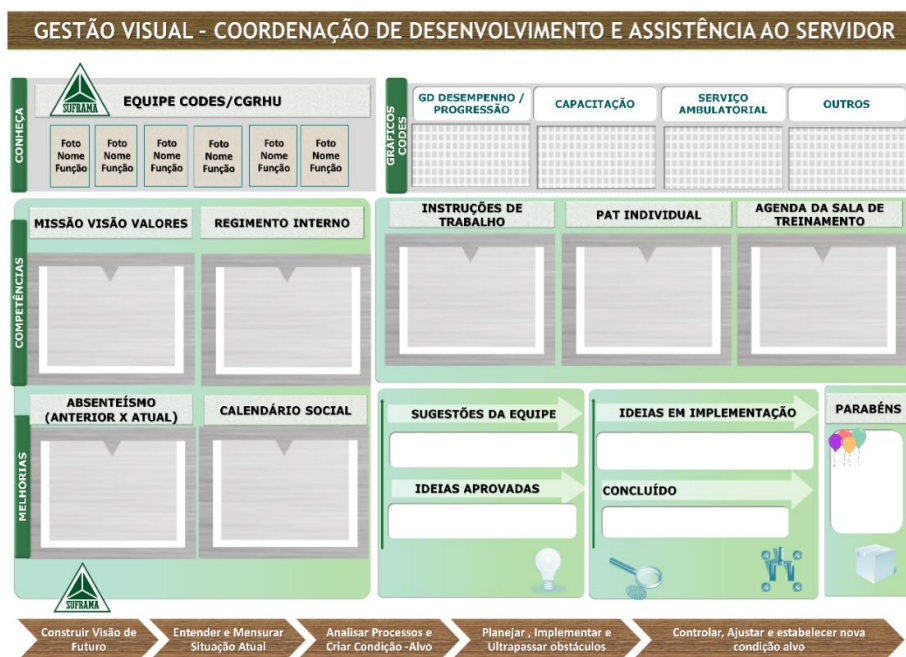 GESTÃO VISUAL - COORDENAÇÃO DE DESENVOLVIMENTO E ASSISTÊNCIA AO SERVIDOR
CONHEÇA
SUFRAMA
EQUIPE CODES/CGRHU
Foto
Nome
Função
Foto
Nome
Função
Foto
Nome
Função
Foto
Nome
Função
Foto
Nome
Função
Foto
Nome
Função
GRÁFICOS
CODES
GD DESEMPENHO /
PROGRESSÃO
CAPACITAÇÃO
SERVIÇO
AMBULATORIAL
OUTROS
COMPETÊNCIAS
MISSÃO VISÃO VALORES
REGIMENTO INTERNO
INSTRUÇÕES DE
TRABALHO
PAT INDIVIDUAL
AGENDA DA SALA DE
TREINAMENTO
MELHORIAS
ABSENTEÍSMO
(ANTERIOR X ATUAL)
CALENDÁRIO SOCIAL
SUGESTÕES DA EQUIPE
IDEIAS EM IMPLEMENTAÇÃO
PARABÉNS
IDEIAS APROVADAS
CONCLUÍDO
SUFRAMA
Construir Visão de
Futuro
Entender e Mensurar
Situação Atual
Analisar Processos e
Criar Condição -Alvo
Planejar , Implementar e
Ultrapassar obstáculos
Controlar, Ajustar e estabelecer nova
condição alvo